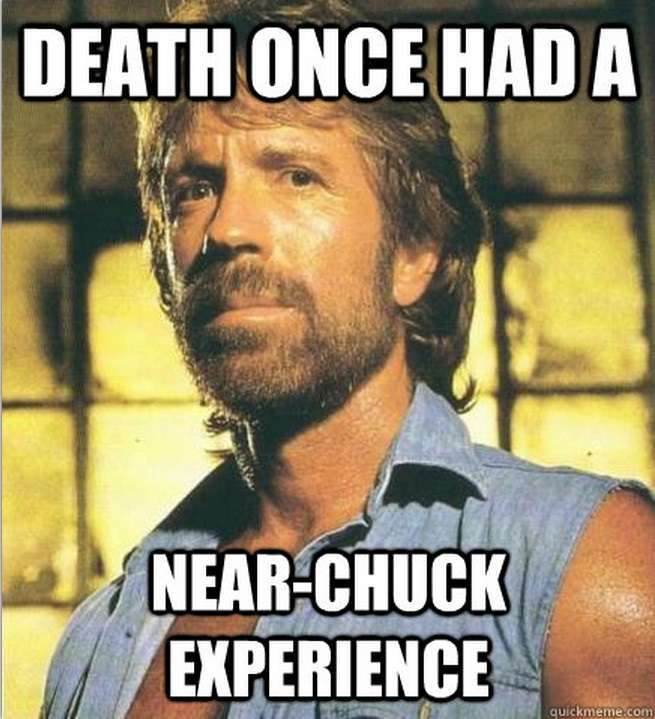 DEATH ONCE HAD A
NEAR-CHUCK
EXPERIENCE
quickmeme.com